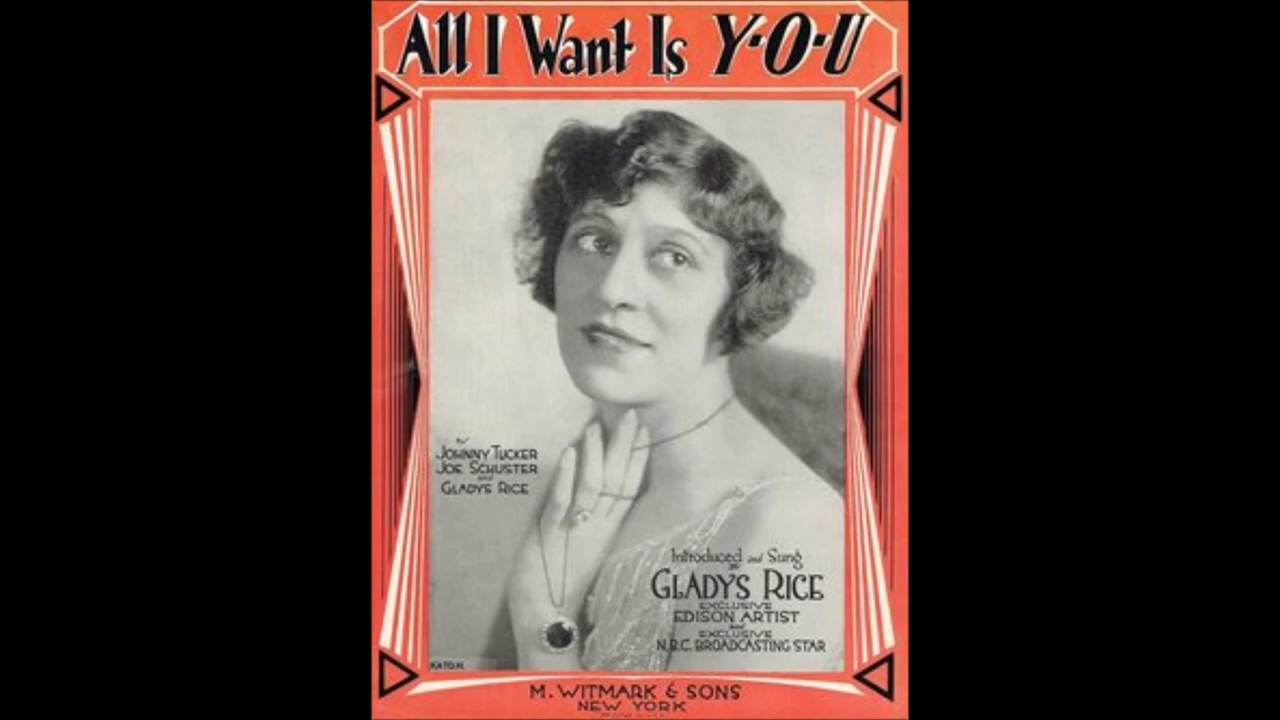 All I Want Is Y-O-U
by
JOHNNY TUCKER
JOE SCHUSTER
and
GLADYS RICE
Introduced and Sung
by
GLADYS RICE
EXCLUSIVE
EDISON ARTIST
and
EXCLUSIVE
N.B.C. BROADCASTING STAR
M. WITMARK & SONS
NEW YORK